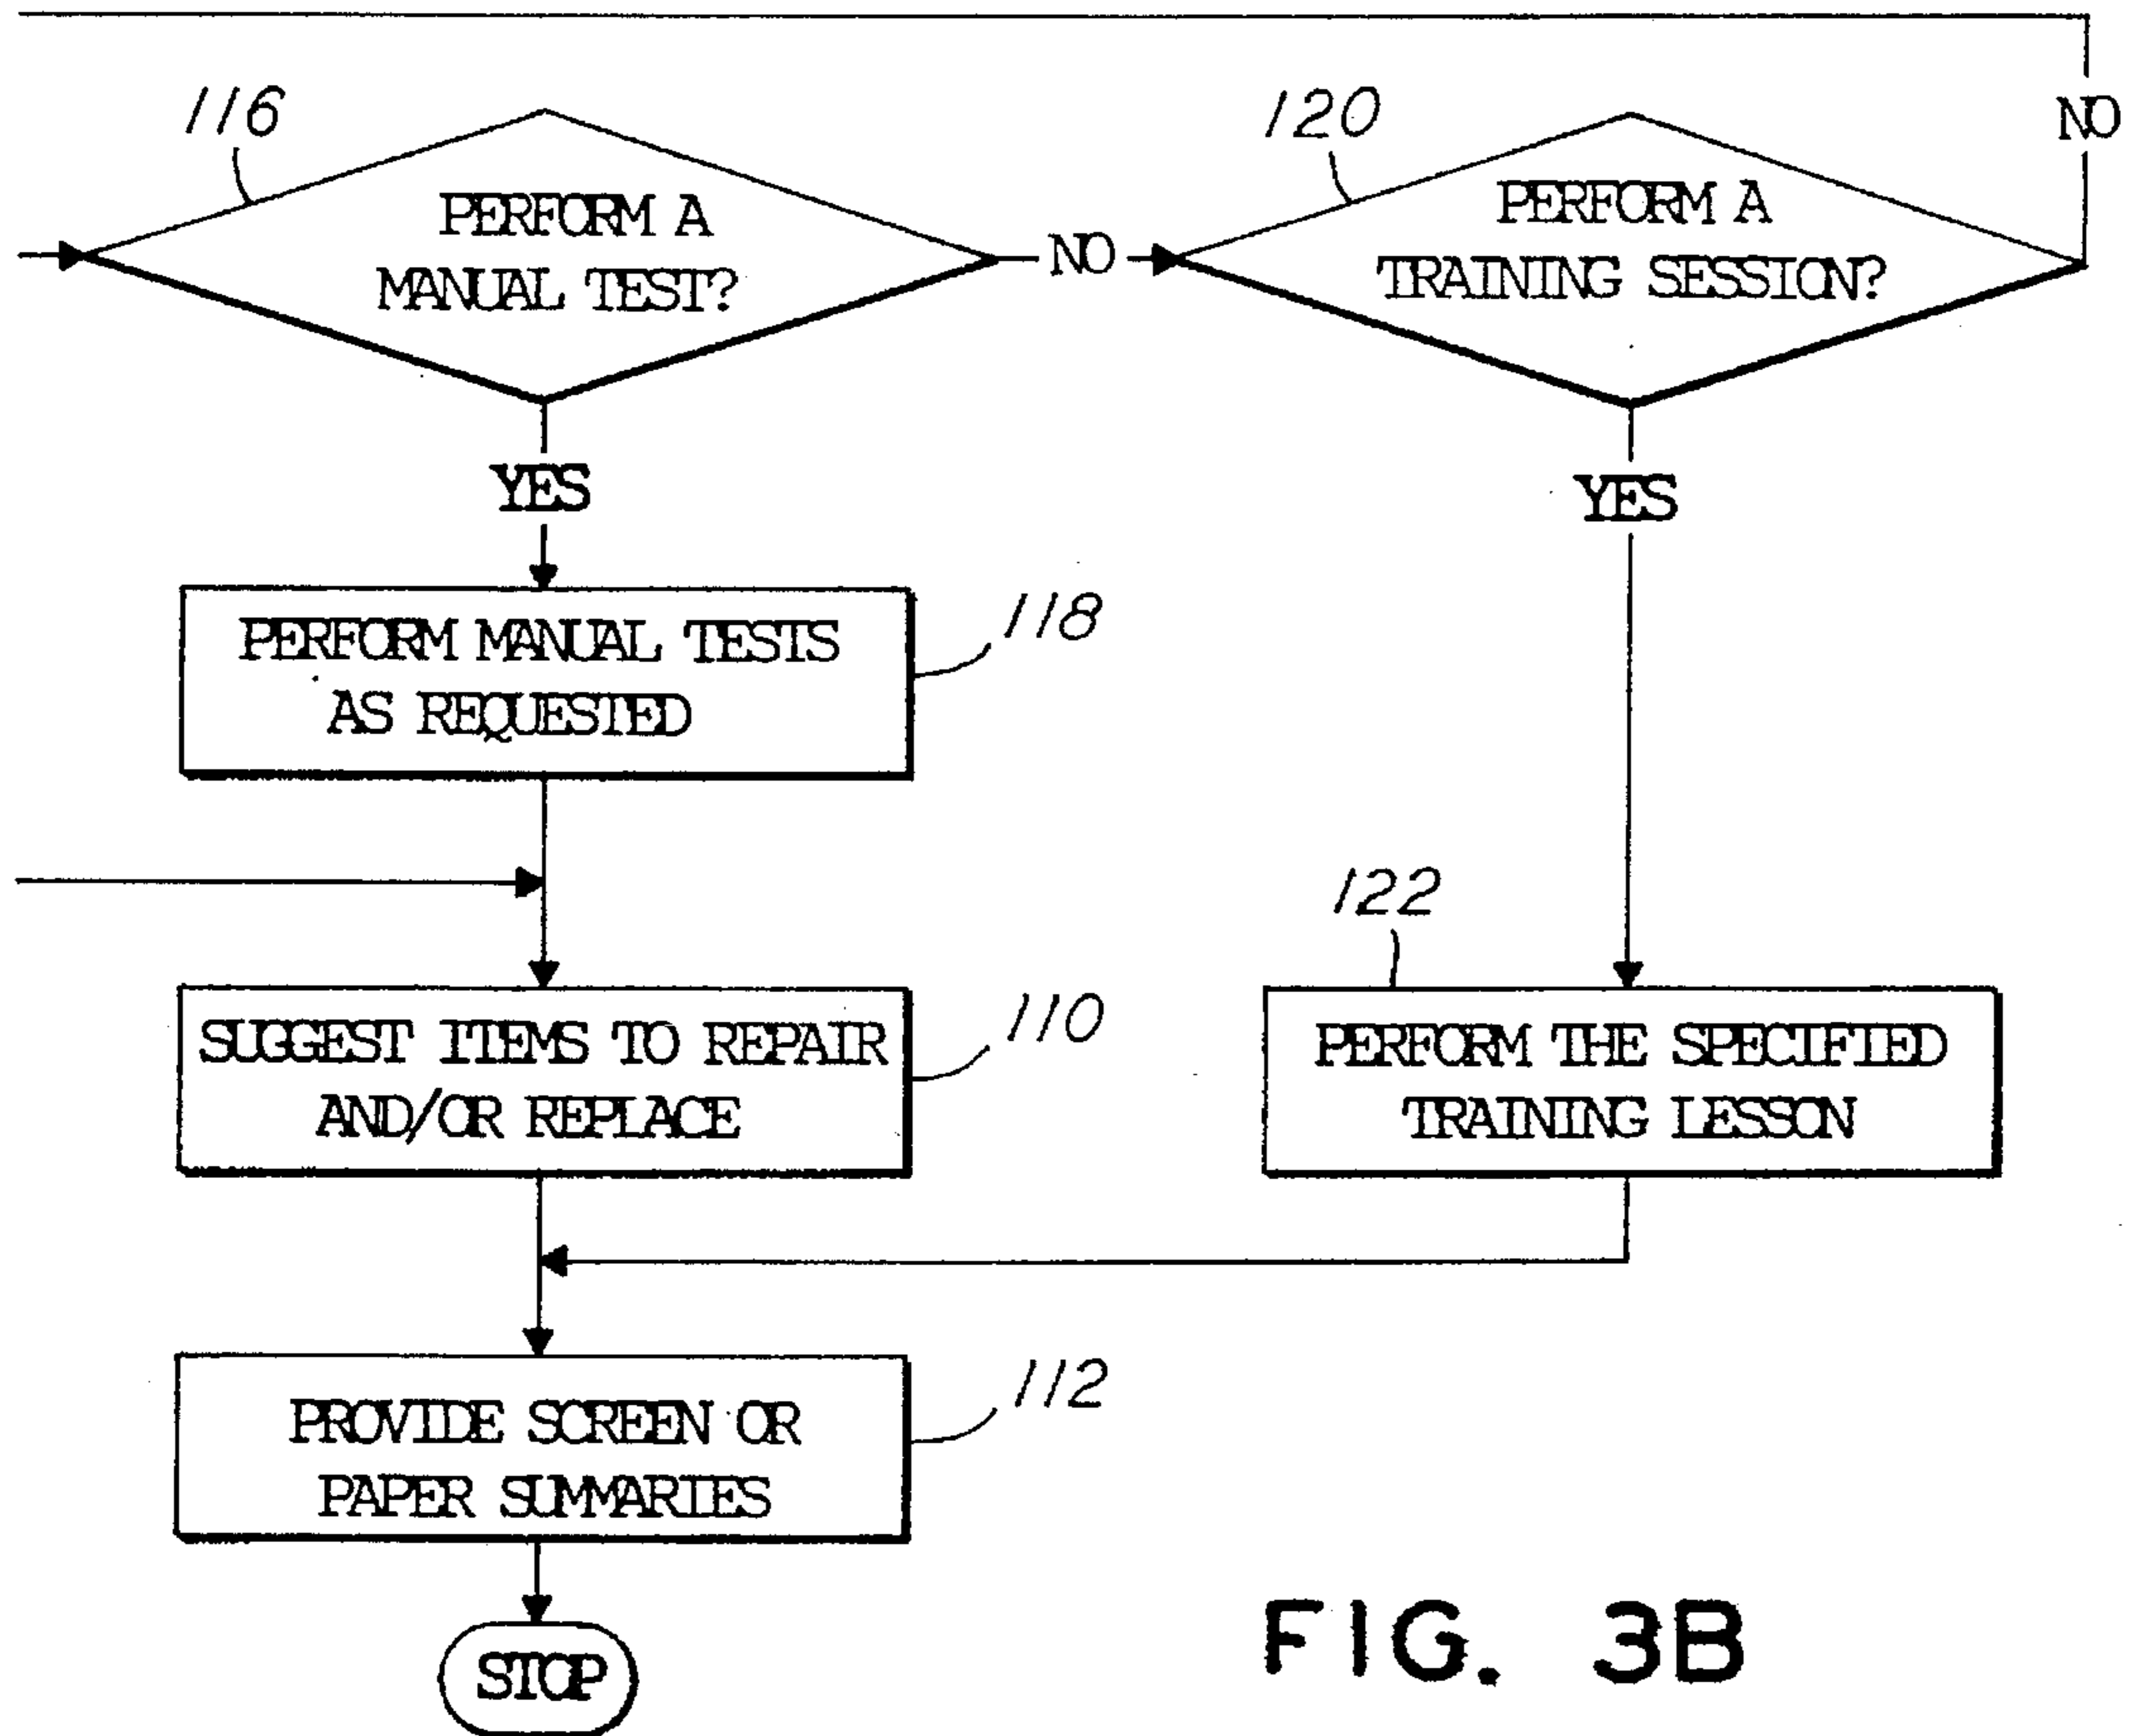 116
120
NO
PERFORM A
MANUAL TEST?
NO
PERFORM A
TRAINING SESSION?
YES
YES
PERFORM MANUAL TESTS
AS REQUESTED
118
122
SUGGEST ITEMS TO REPAIR
AND/OR REPLACE
110
PERFORM THE SPECIFIED
TRAINING LESSON
PROVIDE SCREEN OR
PAPER SUMMARIES
112
STOP
FIG. 3B